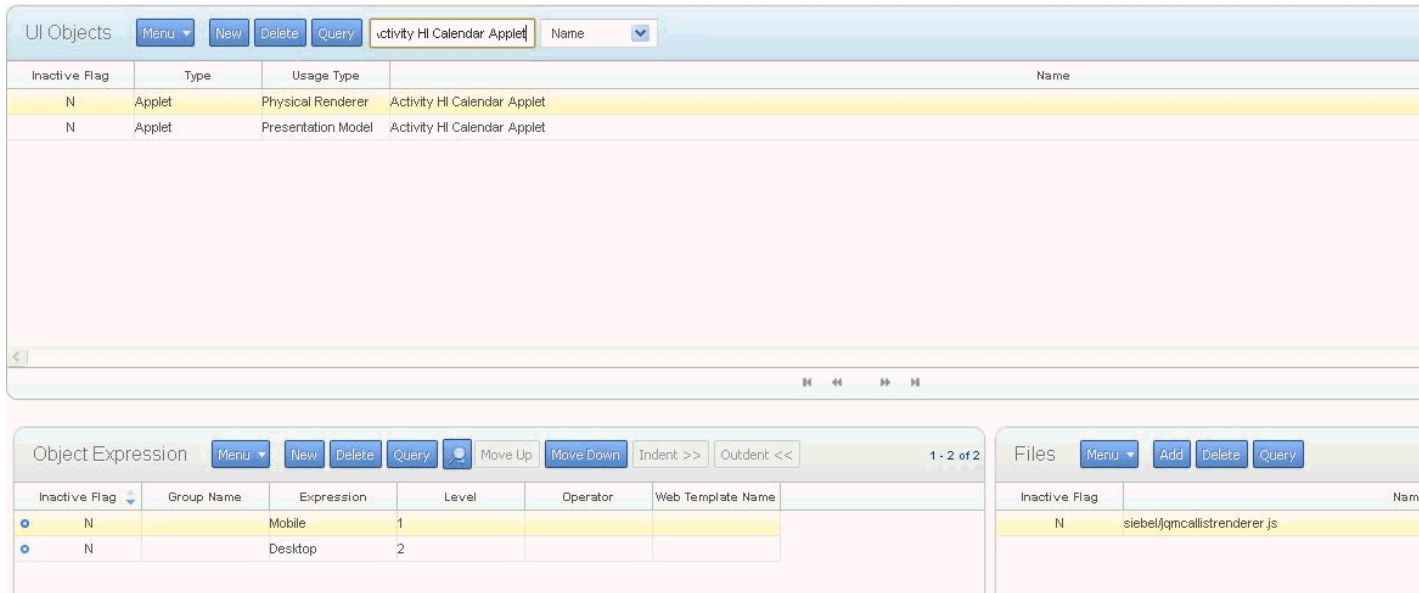 UI Objects Menu New Delete Query ctivity HI Calendar Applet Name
Inactive Flag Type Usage Type Name
N Applet Physical Renderer Activity HI Calendar Applet
N Applet Presentation Model Activity HI Calendar Applet
Object Expression Menu New Delete Query Move Up Move Down Indent >> Outdent << 1 - 2 of 2
Inactive Flag Group Name Expression Level Operator Web Template Name
N Mobile 1
N Desktop 2
Files Menu Add Delete Query
Inactive Flag Nam
N siebel/jqmcallistrenderer.js